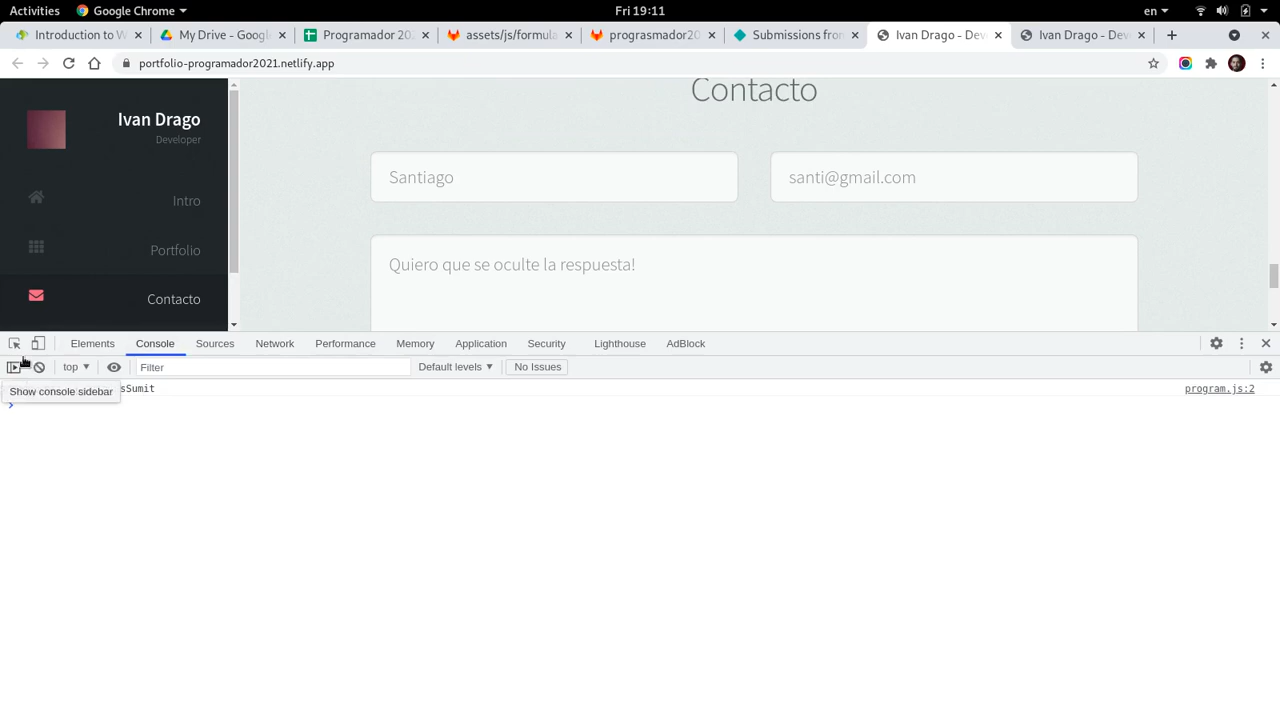 Activities Google Chrome Fri 19:11 en
Introduction to W My Drive - Google Programador 202 assets/js/formula prograsmador20 Submissions from Ivan Drago - Dev Ivan Drago - Dev
portfolio-programador2021.netlify.app
Contacto
Ivan Drago
Developer
Santiago santi@gmail.com
Intro
Portfolio
Quiero que se oculte la respuesta!
Contacto
Elements Console Sources Network Performance Memory Application Security Lighthouse AdBlock
top Filter Default levels No Issues
Show console sidebar sSumit program.js:2